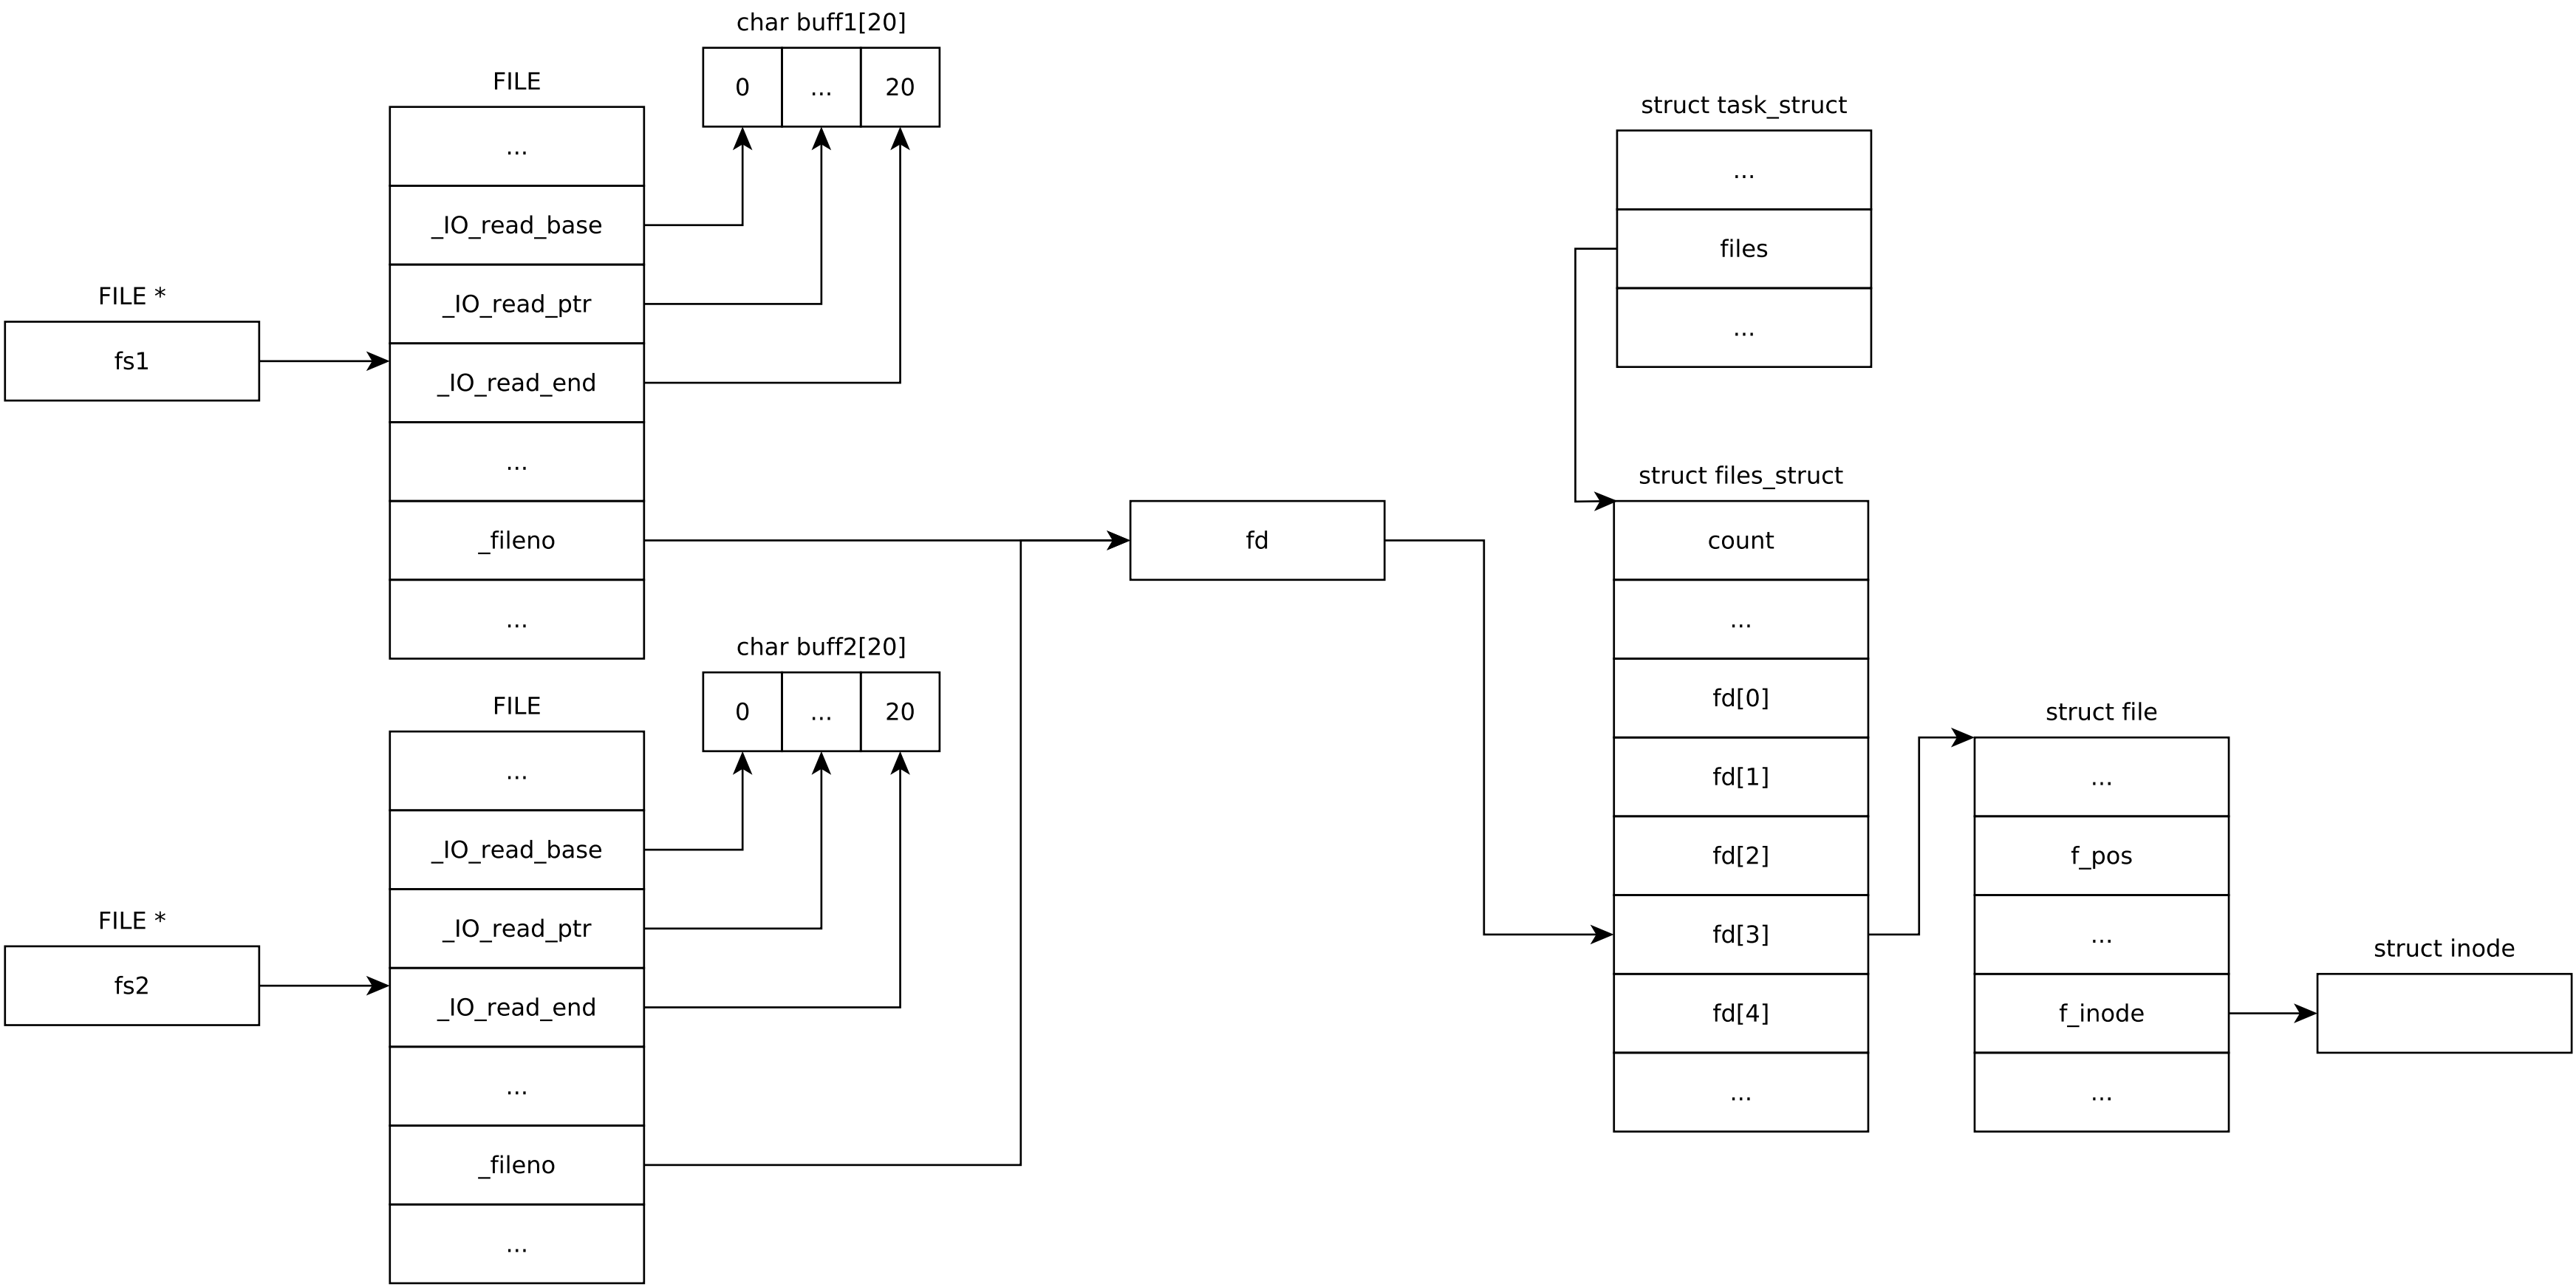 char buff1[20]
0
...
20
FILE
...
_IO_read_base
_IO_read_ptr
_IO_read_end
...
_fileno
...
FILE *
fs1
char buff2[20]
0
...
20
FILE
...
_IO_read_base
_IO_read_ptr
_IO_read_end
...
_fileno
...
FILE *
fs2
fd
struct task_struct
...
files
...
struct files_struct
count
...
fd[0]
fd[1]
fd[2]
fd[3]
fd[4]
...
struct file
...
f_pos
...
f_inode
...
struct inode